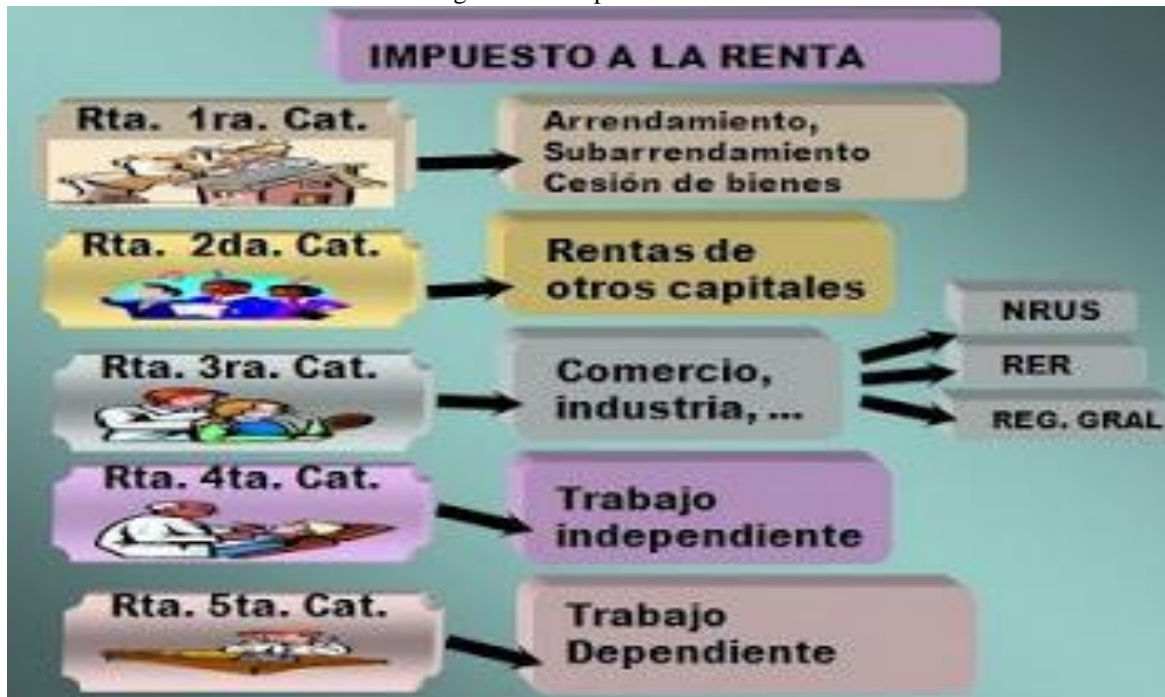 IMPUESTO A LA RENTA
Rta. 1ra. Cat.
Arrendamiento,
Subarrendamiento
Cesión de bienes
Rta. 2da. Cat.
Rentas de
otros capitales
Rta. 3ra. Cat.
Comercio,
industria, ...
NRUS
RER
REG. GRAL
Rta. 4ta. Cat.
Trabajo
independiente
Rta. 5ta. Cat.
Trabajo
Dependiente